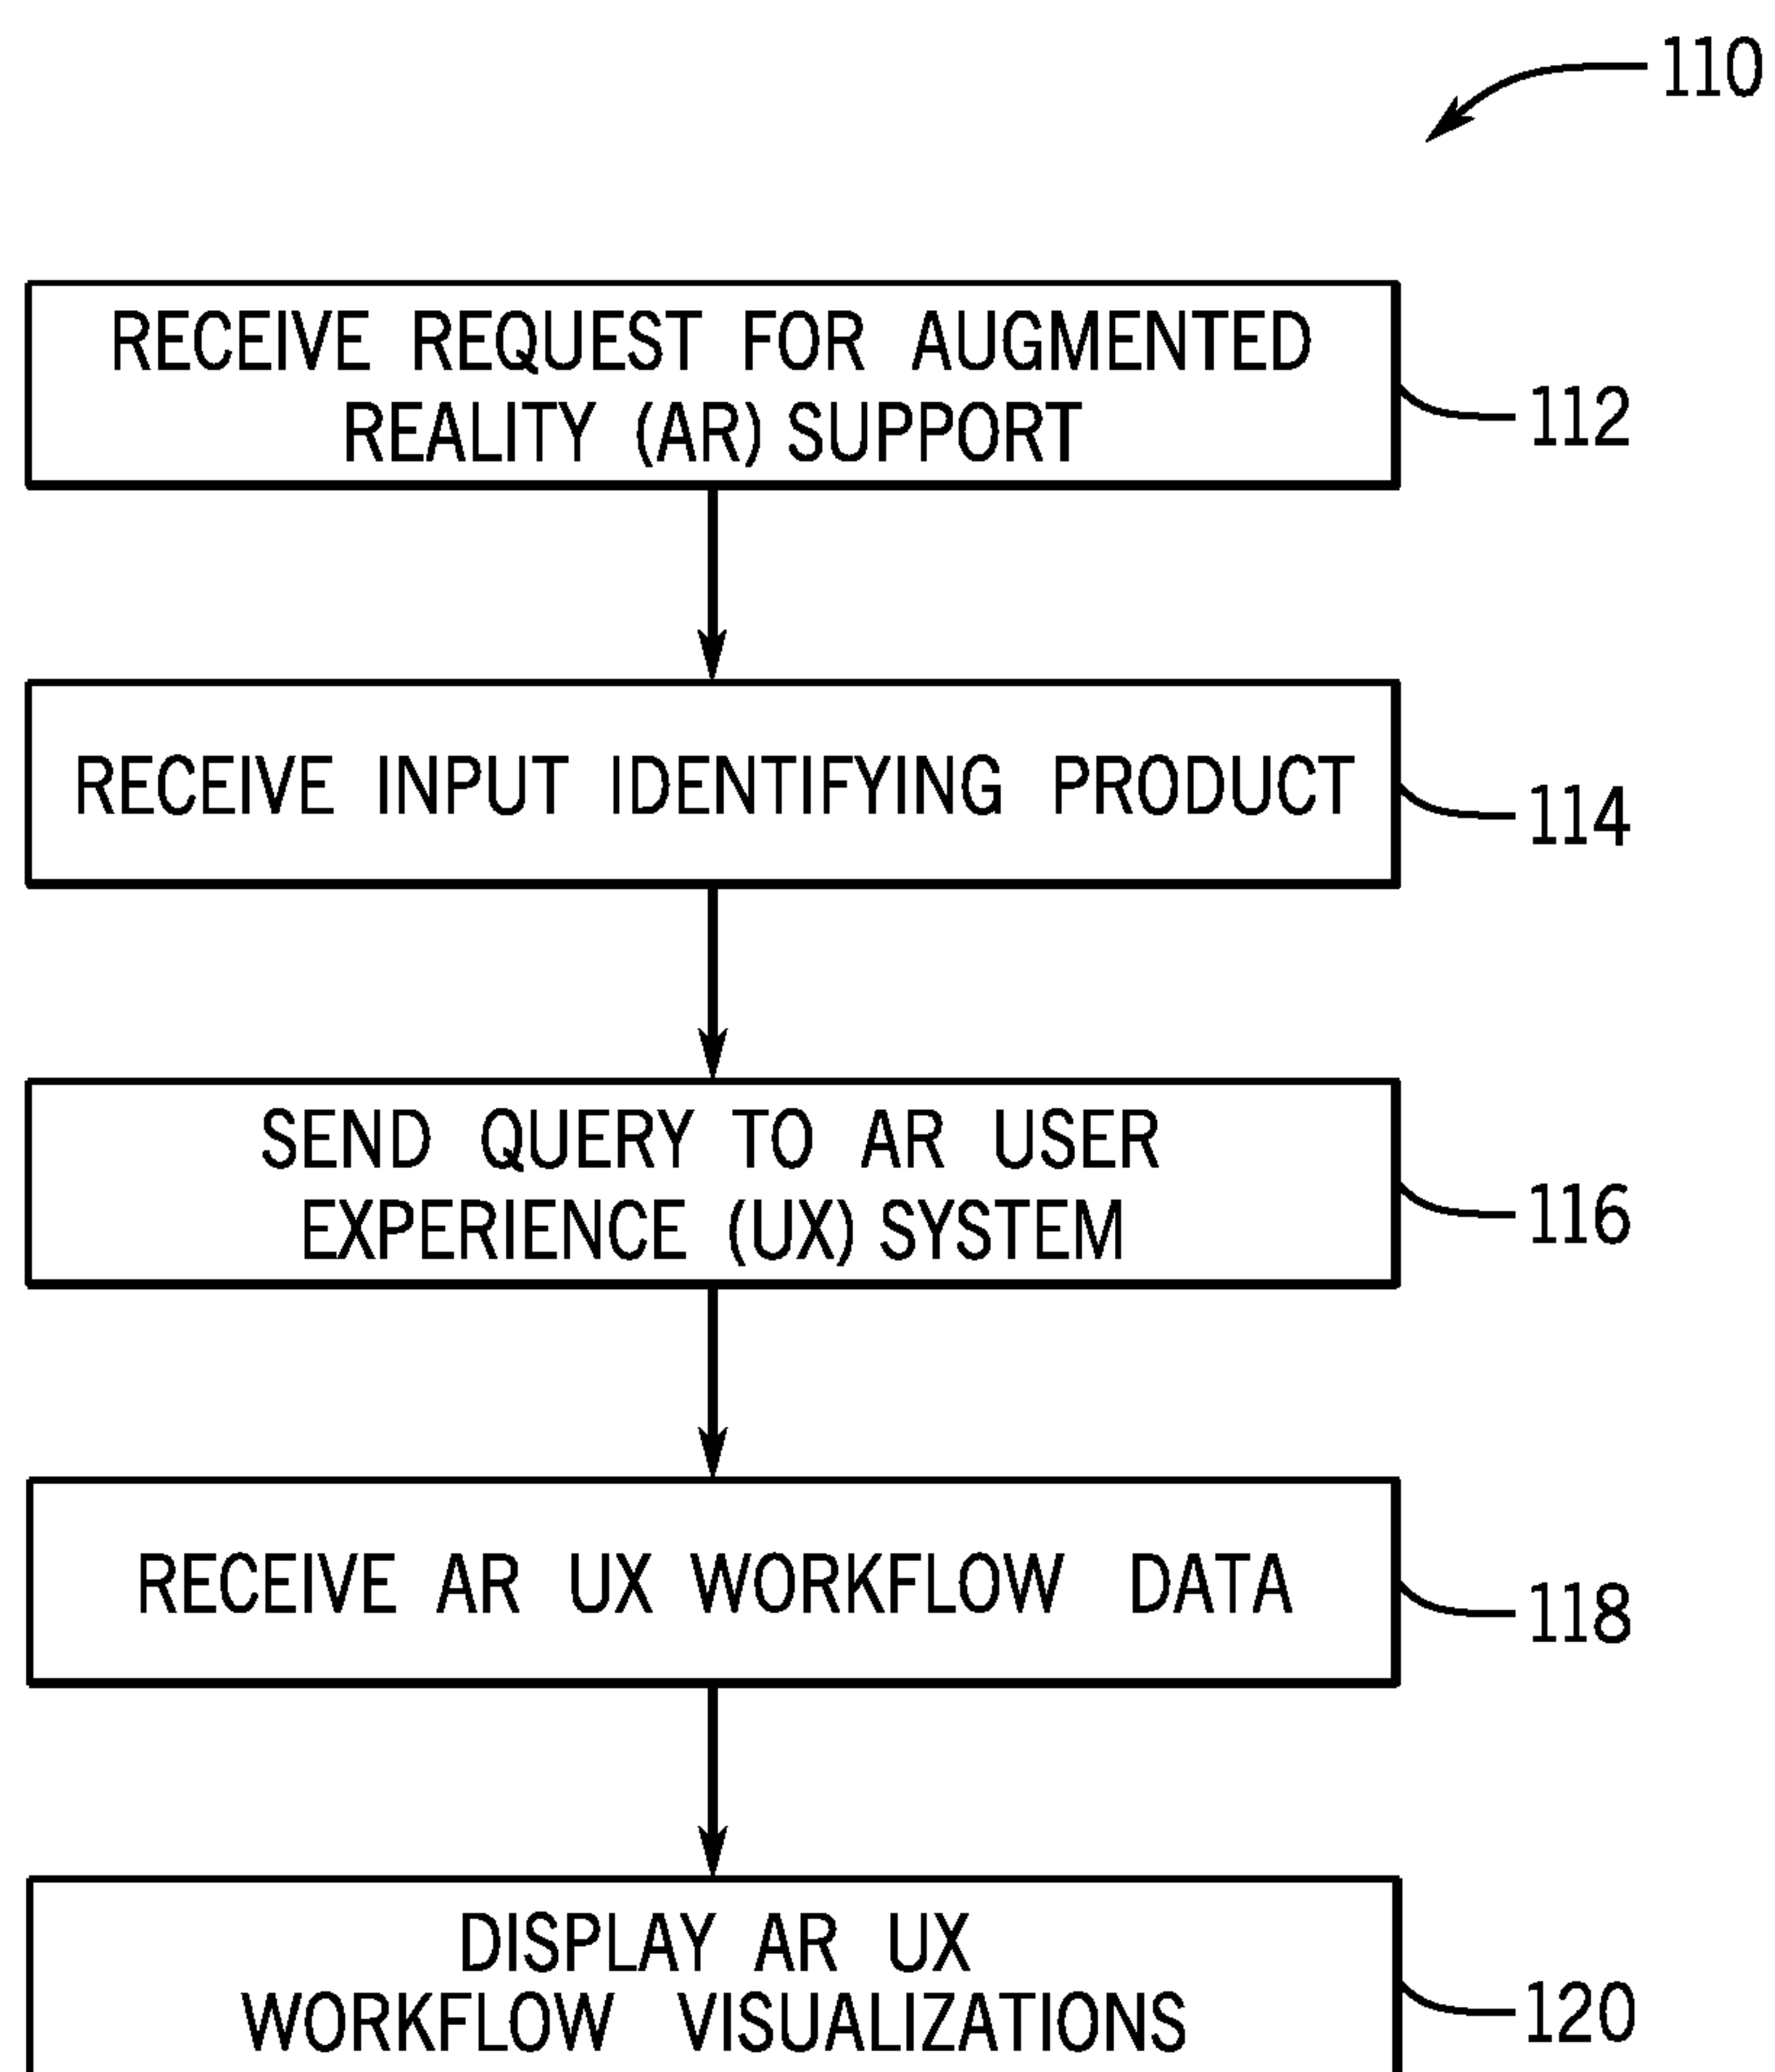 110
RECEIVE REQUEST FOR AUGMENTED
REALITY (AR) SUPPORT
112
RECEIVE INPUT IDENTIFYING PRODUCT
114
SEND QUERY TO AR USER
EXPERIENCE (UX) SYSTEM
116
RECEIVE AR UX WORKFLOW DATA
118
DISPLAY AR UX
WORKFLOW VISUALIZATIONS
120